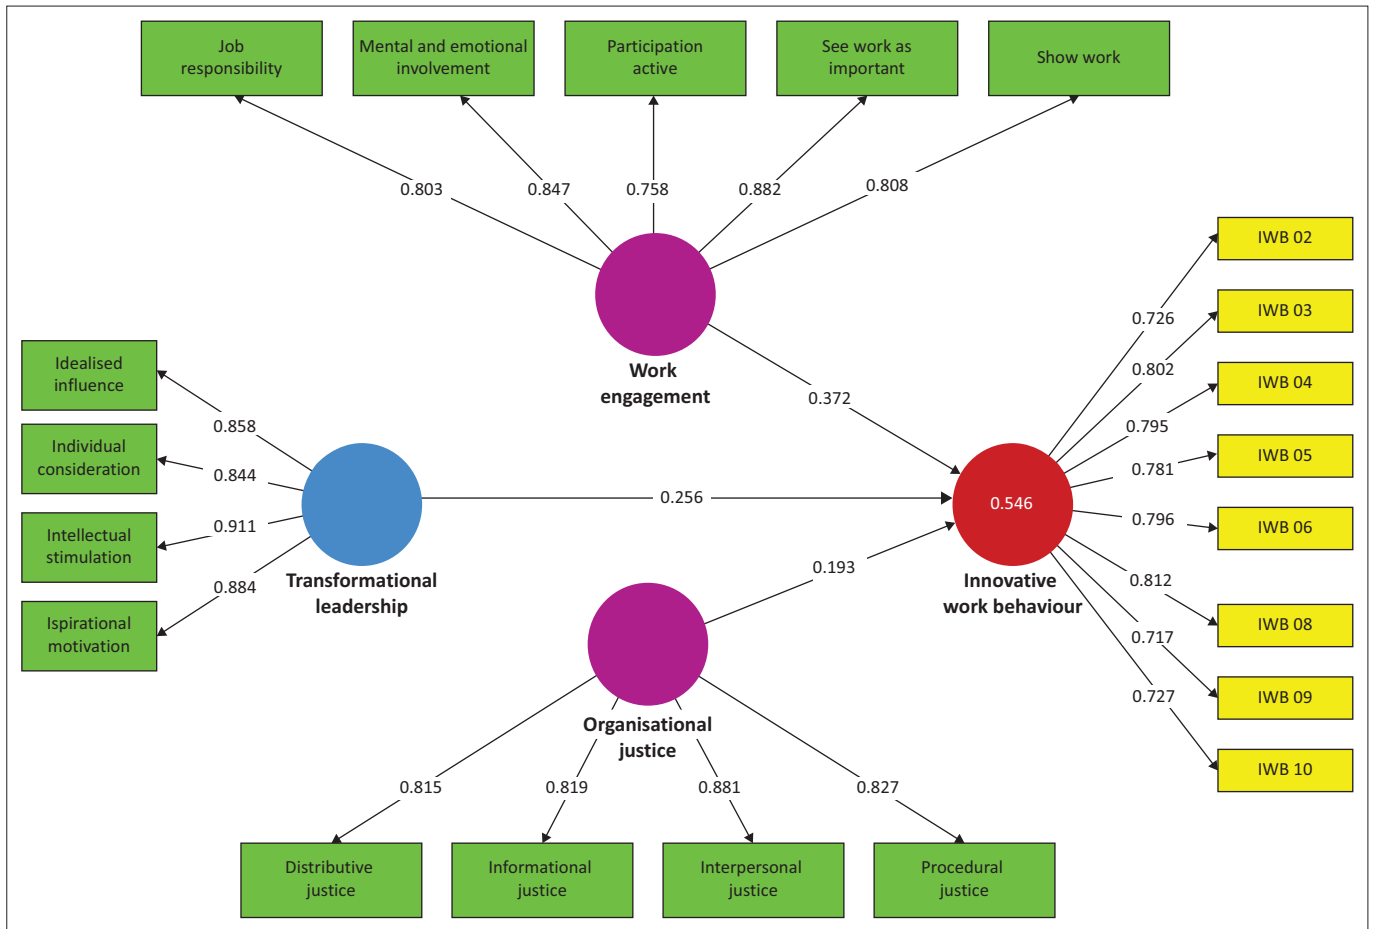 Job
responsibility
Mental and emotional
involvement
Participation
active
See work as
important
Show work
0.803
0.847
0.758
0.882
0.808
Work
engagement
IWB 02
IWB 03
IWB 04
IWB 05
IWB 06
IWB 08
IWB 09
IWB 10
0.726
0.802
0.795
0.781
0.796
0.812
0.717
0.727
Idealised
influence
Individual
consideration
Intellectual
stimulation
Ispirational
motivation
0.858
0.844
0.911
0.884
Transformational
leadership
0.372
0.256
0.193
0.546
Innovative
work behaviour
Organisational
justice
0.815
0.819
0.881
0.827
Distributive
justice
Informational
justice
Interpersonal
justice
Procedural
justice